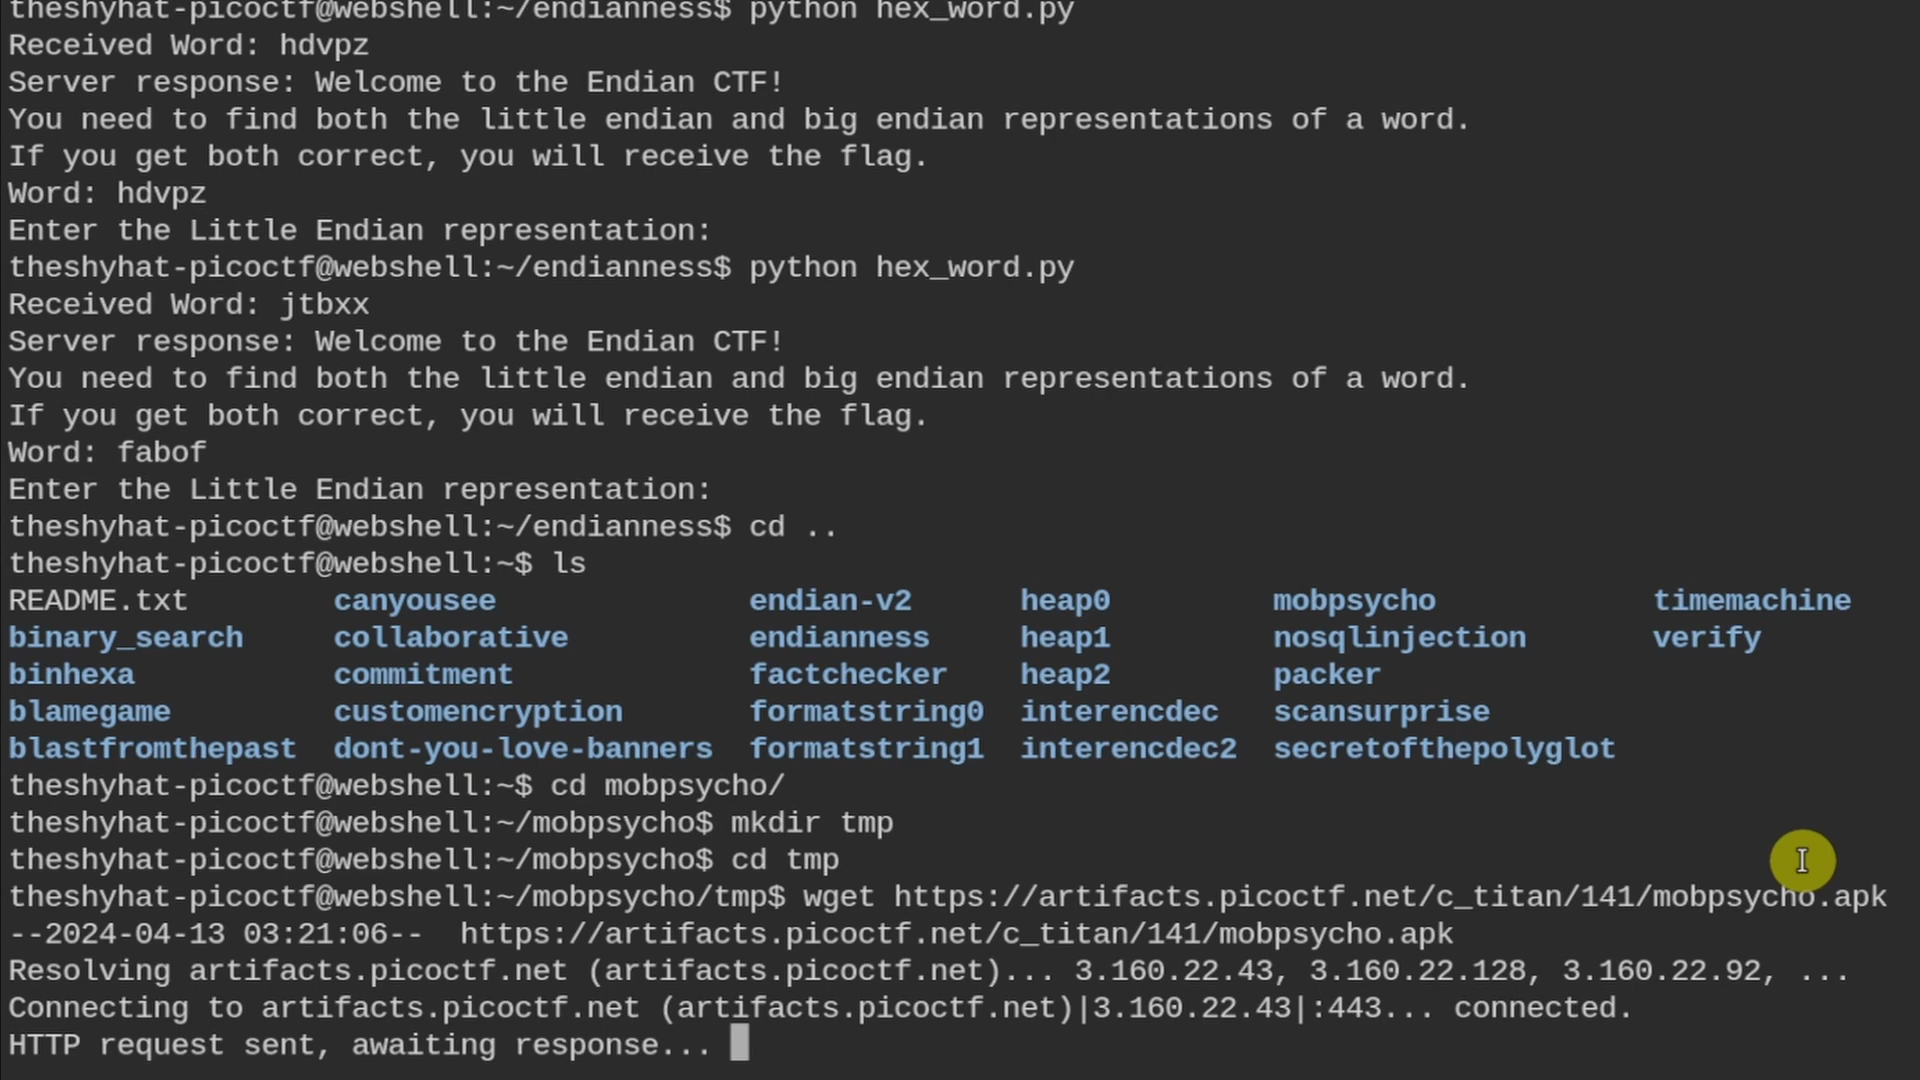 theshyhat-picoctf@webshell:~/endianness$ python hex_word.py
Received Word: hdvpz
Server response: Welcome to the Endian CTF!
You need to find both the little endian and big endian representations of a word.
If you get both correct, you will receive the flag.
Word: hdvpz
Enter the Little Endian representation:
theshyhat-picoctf@webshell:~/endianness$ python hex_word.py
Received Word: jtbxx
Server response: Welcome to the Endian CTF!
You need to find both the little endian and big endian representations of a word.
If you get both correct, you will receive the flag.
Word: fabof
Enter the Little Endian representation:
theshyhat-picoctf@webshell:~/endianness$ cd ..
theshyhat-picoctf@webshell:~$ ls
README.txt canyousee endian-v2 heap0 mobpsycho timemachine
binary_search collaborative endianness heap1 nosqlinjection verify
binhexa commitment factchecker heap2 packer
blamegame customencryption formatstring0 interencdec scansurprise
blastfromthepast dont-you-love-banners formatstring1 interencdec2 secretofthepolyglot
theshyhat-picoctf@webshell:~$ cd mobpsycho/
theshyhat-picoctf@webshell:~/mobpsycho$ mkdir tmp
theshyhat-picoctf@webshell:~/mobpsycho$ cd tmp
theshyhat-picoctf@webshell:~/mobpsycho/tmp$ wget https://artifacts.picoctf.net/c_titan/141/mobpsycho.apk
--2024-04-13 03:21:06--  https://artifacts.picoctf.net/c_titan/141/mobpsycho.apk
Resolving artifacts.picoctf.net (artifacts.picoctf.net)... 3.160.22.43, 3.160.22.128, 3.160.22.92, ...
Connecting to artifacts.picoctf.net (artifacts.picoctf.net)|3.160.22.43|:443... connected.
HTTP request sent, awaiting response...